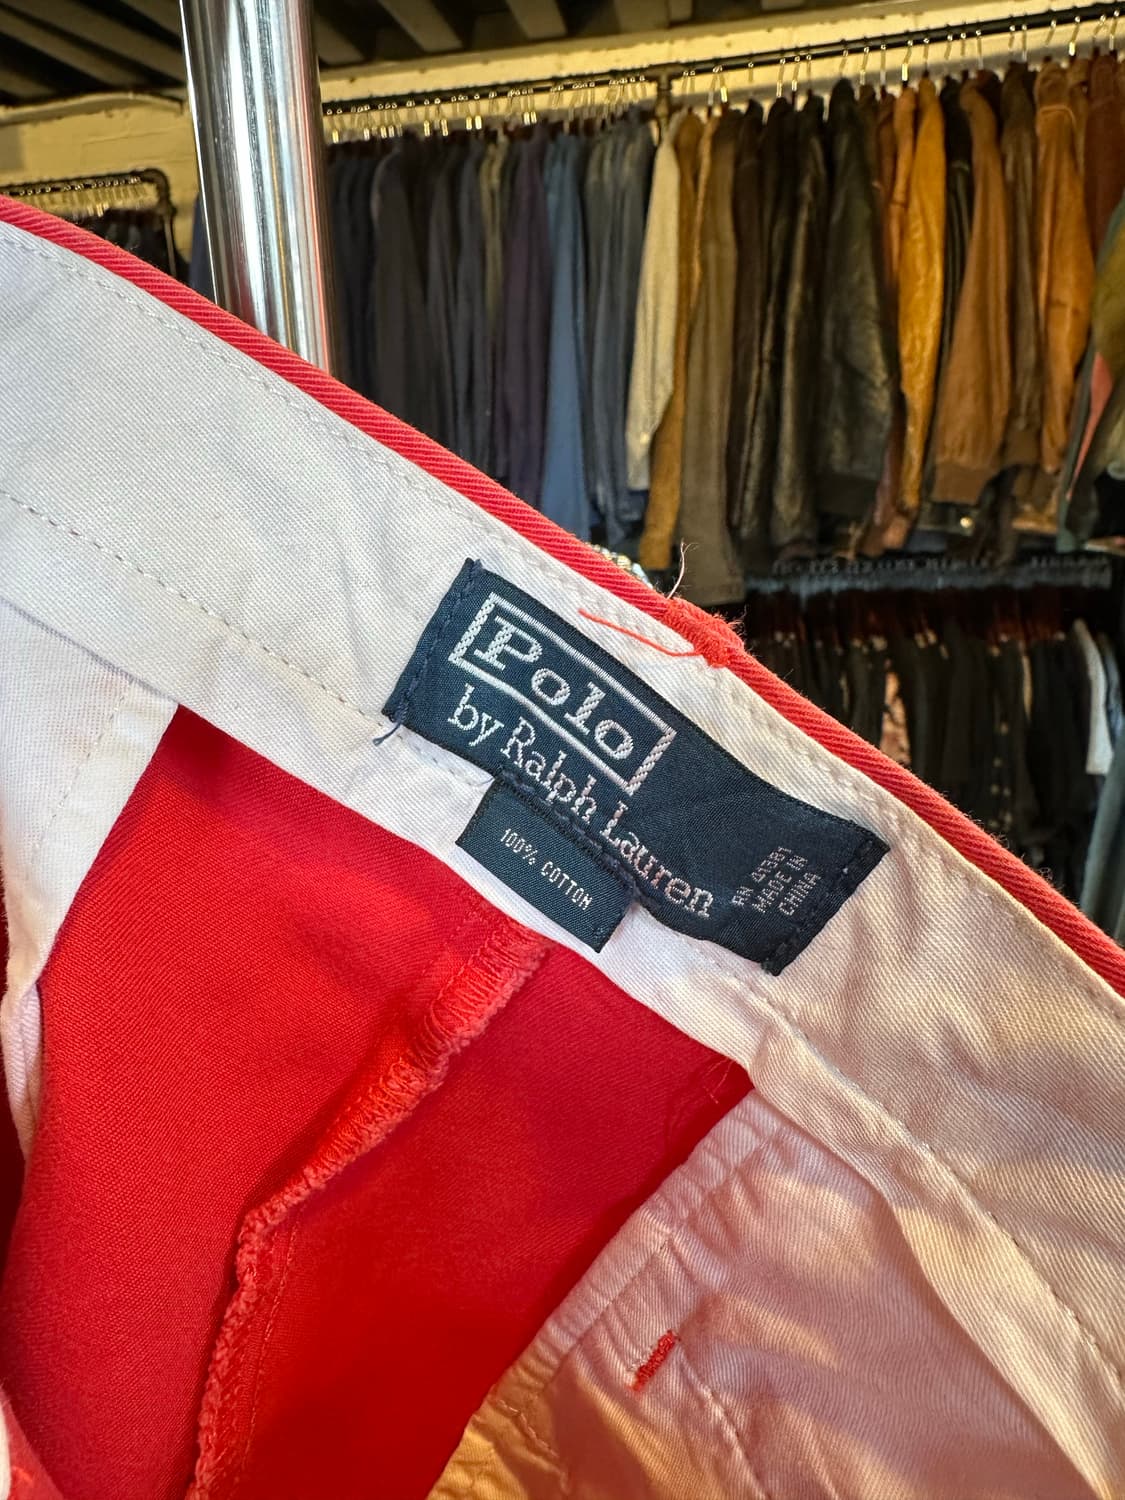 Polo
by Ralph Lauren
100% COTTON
RN 41381
MADE IN
CHINA